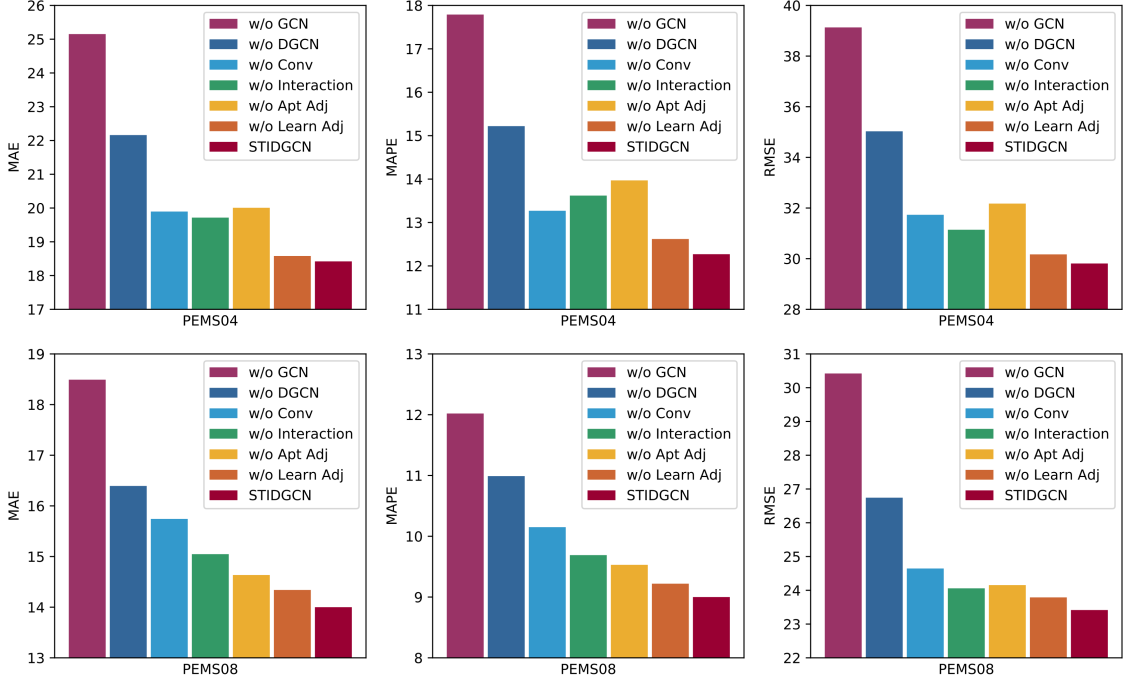 26
25
24
23
22
21
20
19
18
17
MAE
PEMS04
w/o GCN
w/o DGCN
w/o Conv
w/o Interaction
w/o Apt Adj
w/o Learn Adj
STIDGCN
18
17
16
15
14
13
12
11
MAPE
PEMS04
w/o GCN
w/o DGCN
w/o Conv
w/o Interaction
w/o Apt Adj
w/o Learn Adj
STIDGCN
40
38
36
34
32
30
28
RMSE
PEMS04
w/o GCN
w/o DGCN
w/o Conv
w/o Interaction
w/o Apt Adj
w/o Learn Adj
STIDGCN
19
18
17
16
15
14
13
MAE
PEMS08
w/o GCN
w/o DGCN
w/o Conv
w/o Interaction
w/o Apt Adj
w/o Learn Adj
STIDGCN
13
12
11
10
9
8
MAPE
PEMS08
w/o GCN
w/o DGCN
w/o Conv
w/o Interaction
w/o Apt Adj
w/o Learn Adj
STIDGCN
31
30
29
28
27
26
25
24
23
22
RMSE
PEMS08
w/o GCN
w/o DGCN
w/o Conv
w/o Interaction
w/o Apt Adj
w/o Learn Adj
STIDGCN